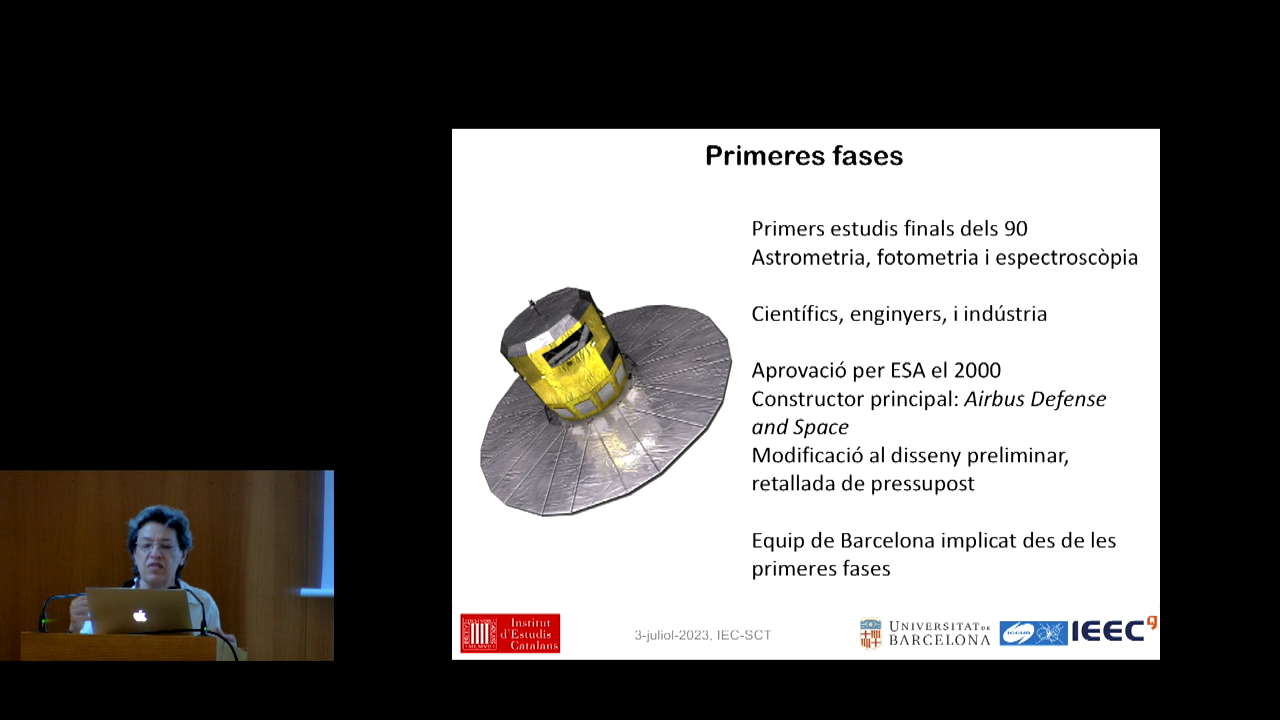 Primeres fases
Primers estudis finals dels 90
Astrometria, fotometria i espectroscòpia
Científics, enginyers, i indústria
Aprovació per ESA el 2000
Constructor principal: Airbus Defense
and Space
Modificació al disseny preliminar,
retallada de pressupost
Equip de Barcelona implicat des de les
primeres fases
Institut
d'Estudis
Catalans
3-juliol-2023, IEC-SCT
UNIVERSITAT DE
BARCELONA
IEEC